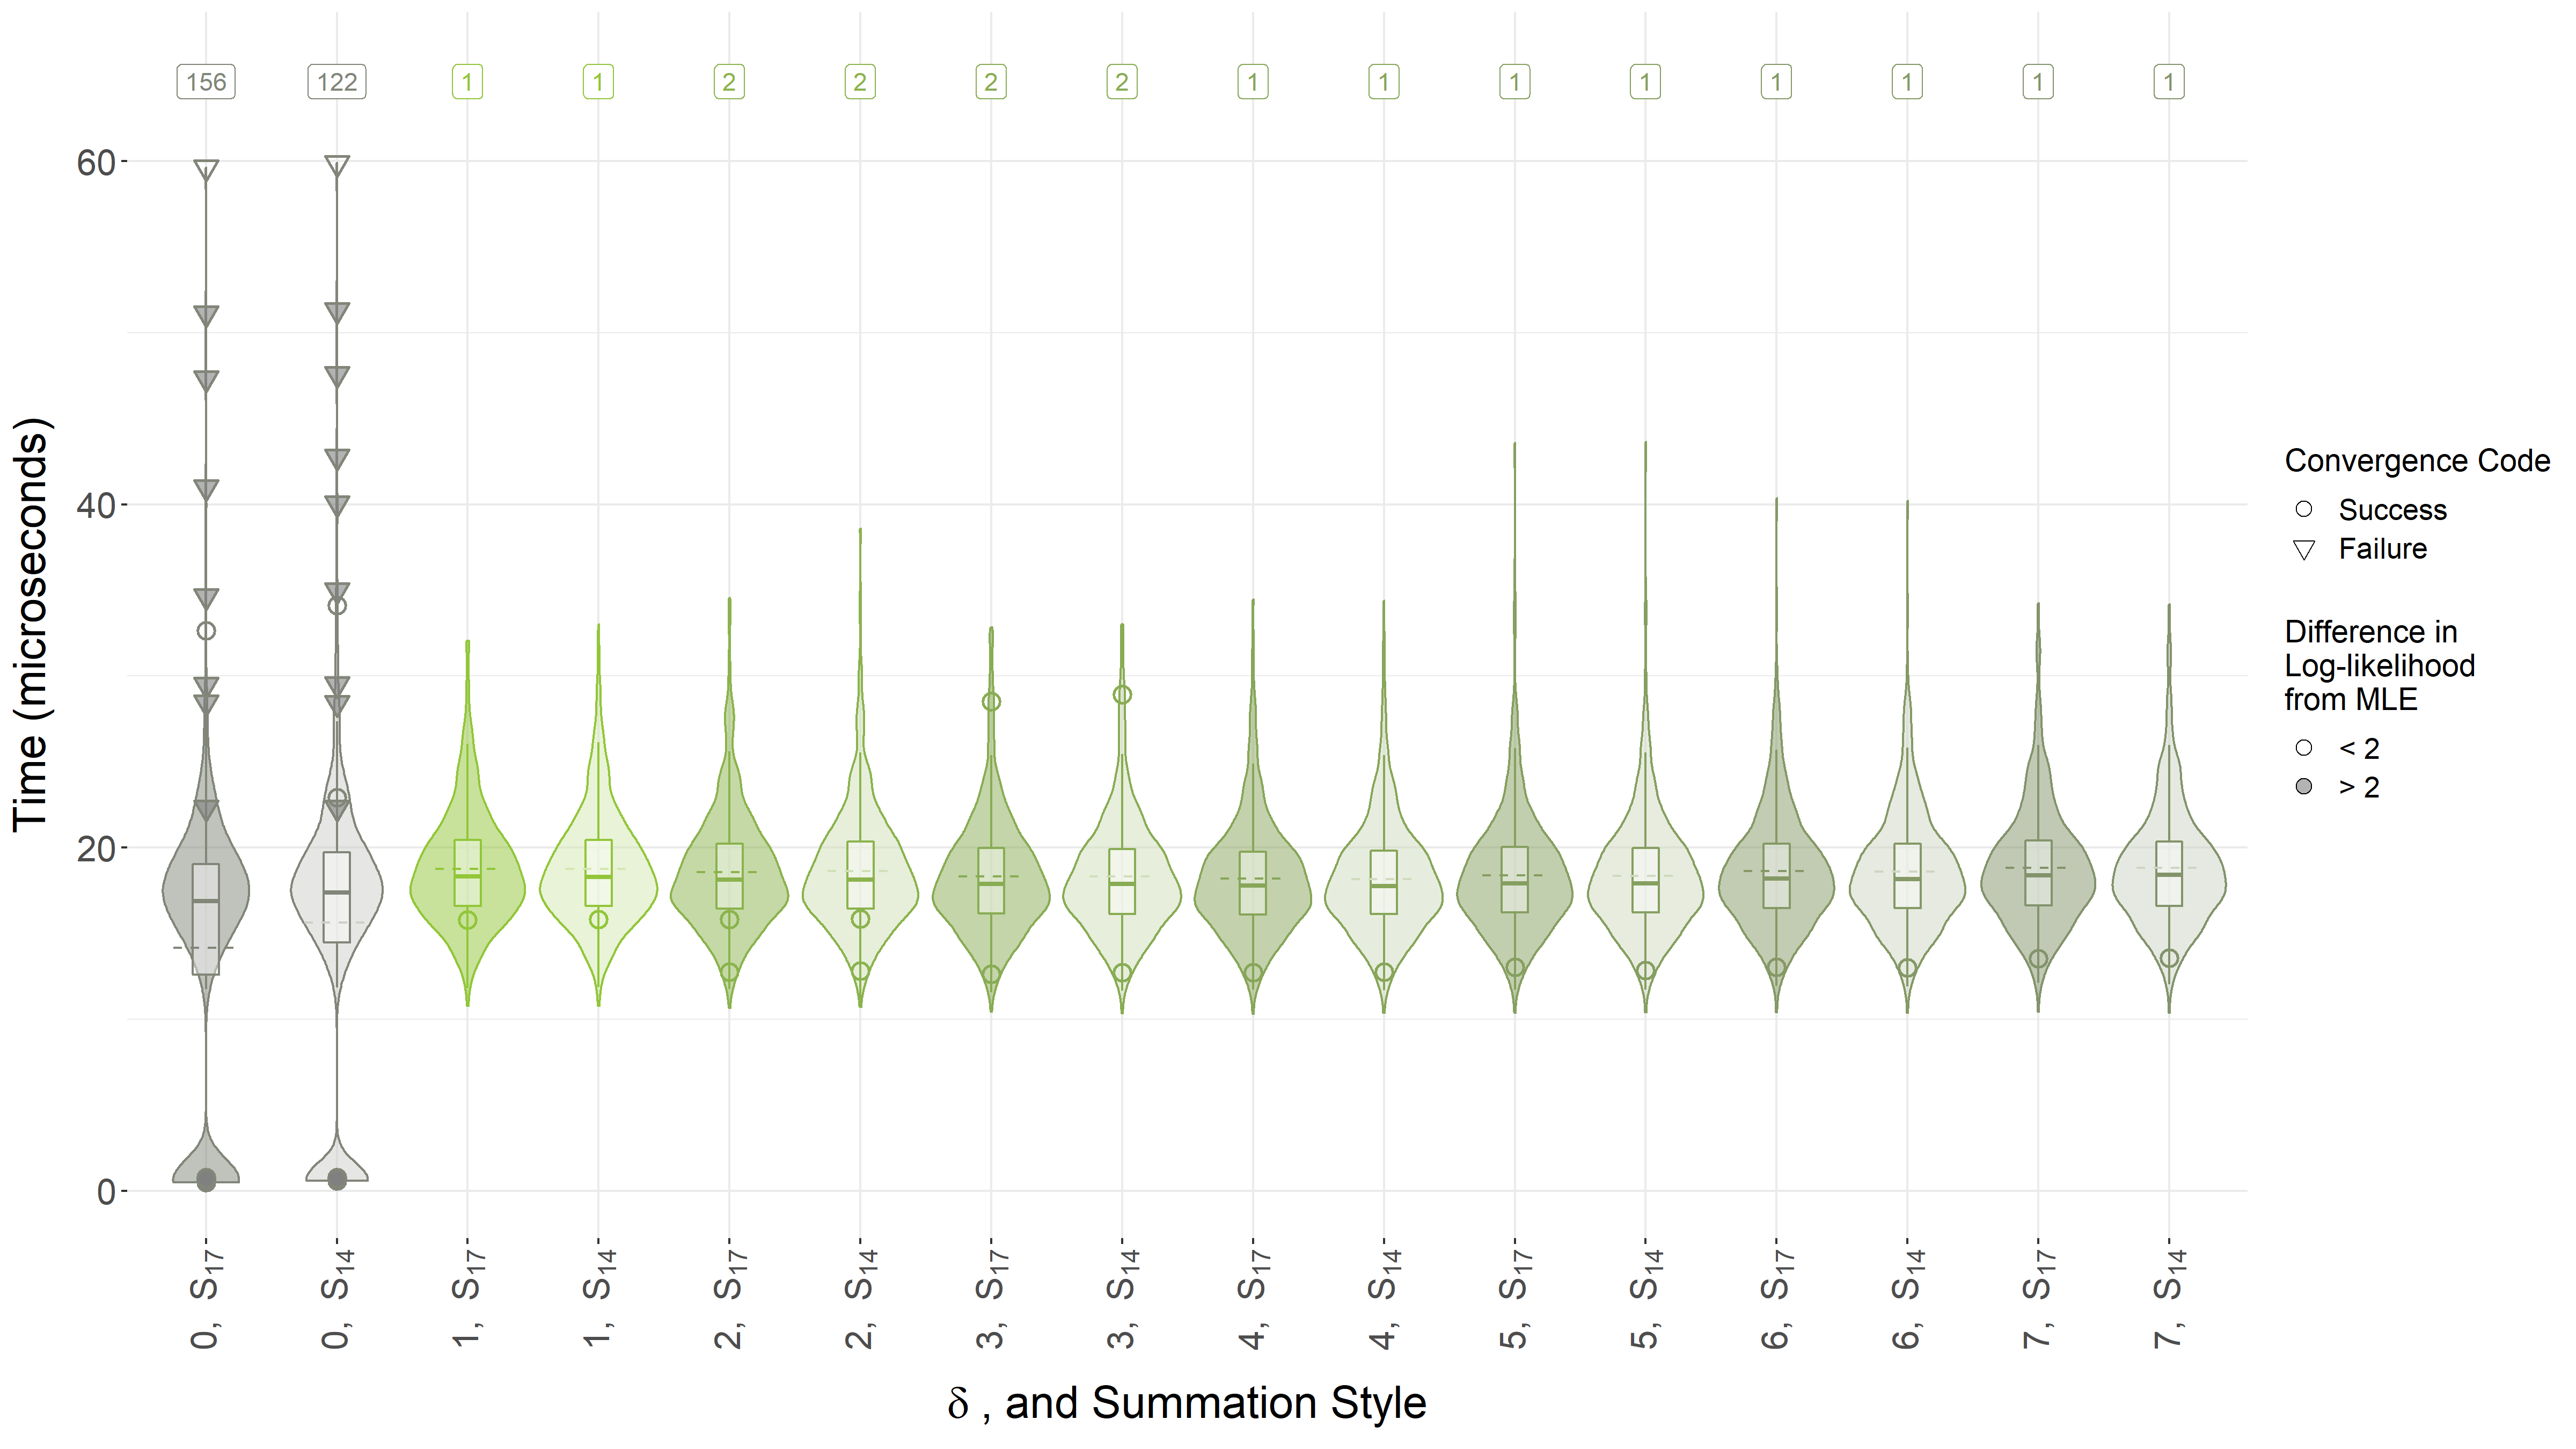 156 122 1 1 2 2 2 2 1 1 1 1 1 1 1 1
60
40
20
0
Time (microseconds)
0, S17
0, S14
1, S17
1, S14
2, S17
2, S14
3, S17
3, S14
4, S17
4, S14
5, S17
5, S14
6, S17
6, S14
7, S17
7, S14
δ , and Summation Style
Convergence Code
Success
Failure
Difference in
Log-likelihood
from MLE
< 2
> 2